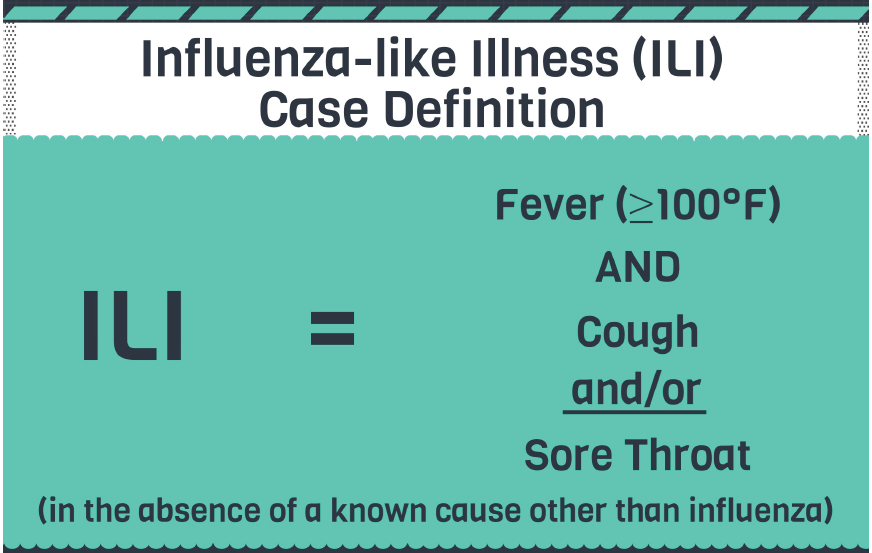 Influenza-like Illness (ILI)
Case Definition
ILI
=
Fever (≥100°F)
AND
Cough
and/or
Sore Throat
(in the absence of a known cause other than influenza)